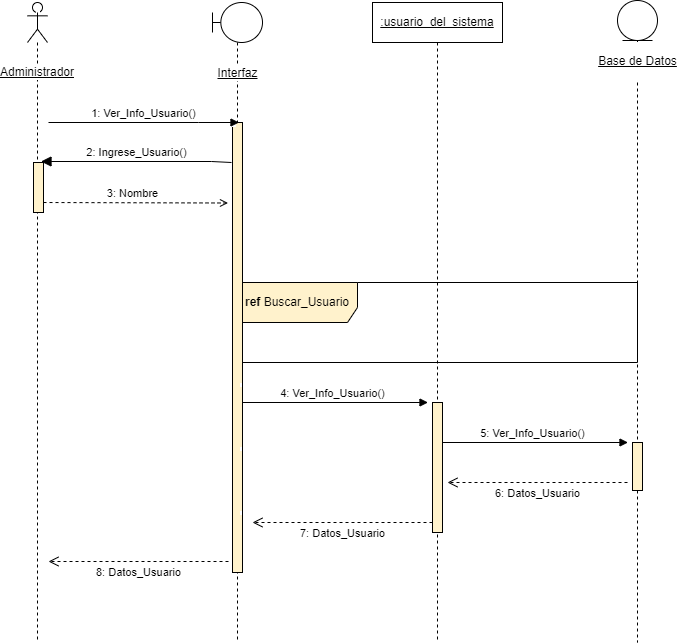 :usuario_del_sistema
Administrador
Interfaz
Base de Datos
1: Ver_Info_Usuario()
2: Ingrese_Usuario()
3: Nombre
ref Buscar_Usuario
4: Ver_Info_Usuario()
5: Ver_Info_Usuario()
6: Datos_Usuario
7: Datos_Usuario
8: Datos_Usuario